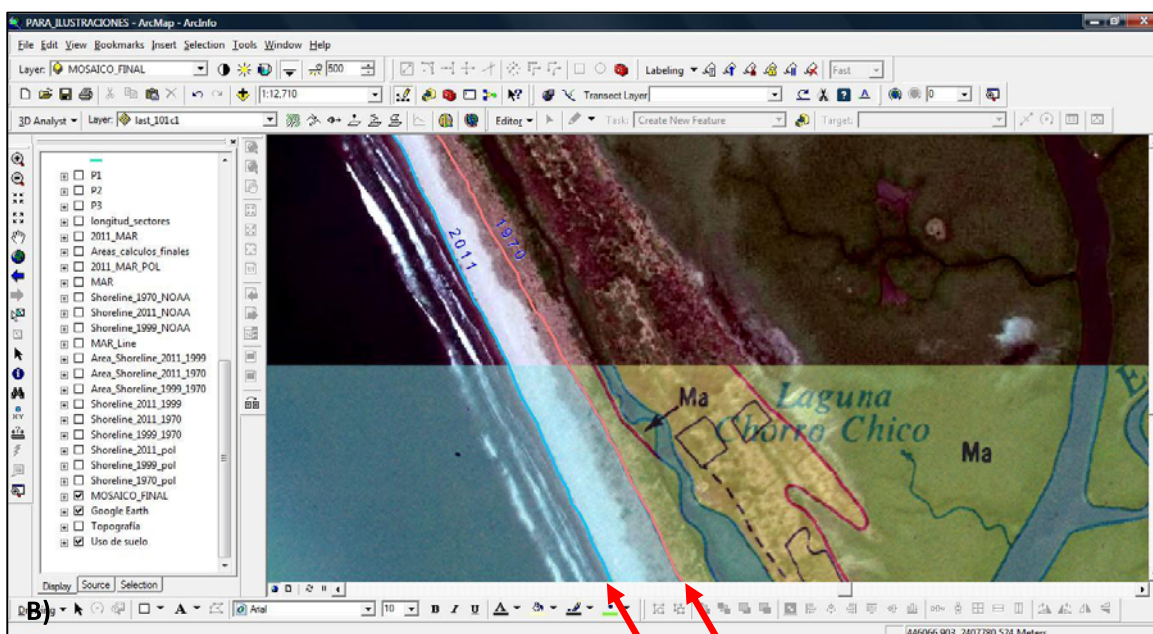 PARA_ILUSTRACIONES - ArcMap - ArcInfo
File Edit View Bookmarks Insert Selection Tools Window Help
Layer: MOSAICO_FINAL 500 Labeling Fast
1:12,710 Transect Layer 0
3D Analyst Layer: last_101c1 Editor Task: Create New Feature Target:
P1
P2
P3
longitud_sectores
2011_MAR
Areas_calculos_finales
2011_MAR_POL
MAR
Shoreline_1970_NOAA
Shoreline_2011_NOAA
Shoreline_1999_NOAA
MAR_Line
Area_Shoreline_2011_1999
Area_Shoreline_2011_1970
Area_Shoreline_1999_1970
Shoreline_2011_1999
Shoreline_2011_1970
Shoreline_1999_1970
Shoreline_2011_pol
Shoreline_1999_pol
Shoreline_1970_pol
MOSAICO_FINAL
Google Earth
Topografía
Uso de suelo
Display Source Selection
2011
1970
Ma
Laguna
Chorro Chico
Ma
B)
A Arial 10 B I U A
446066.903 2407780.524 Meters